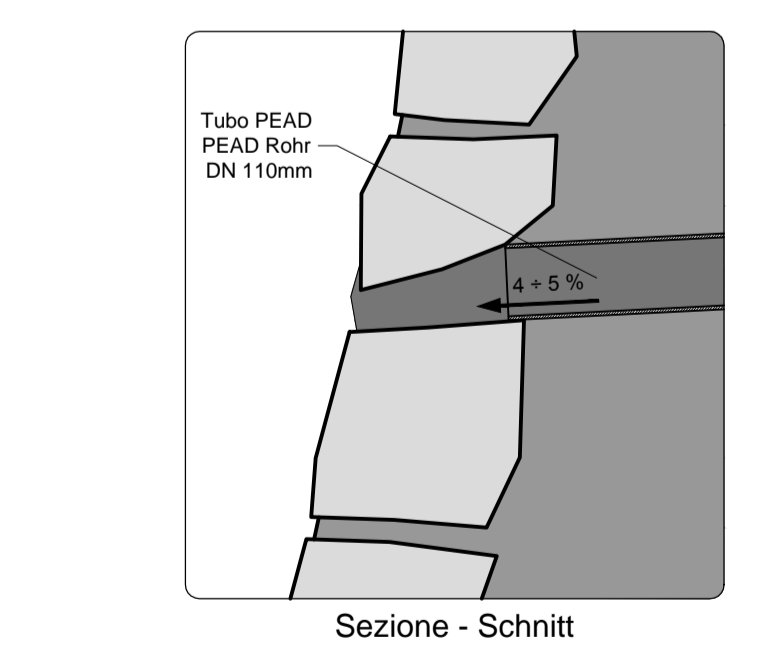 Tubo PEAD
PEAD Rohr
DN 110mm
4 ÷ 5 %
Sezione - Schnitt